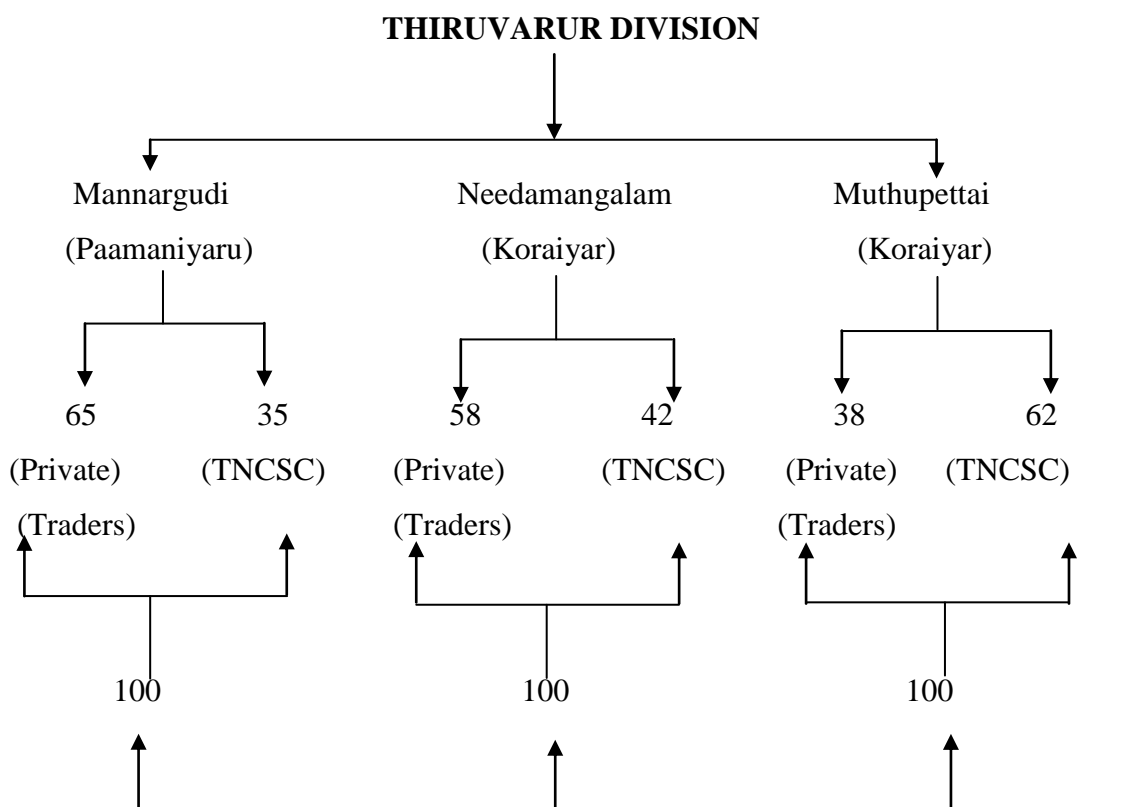 THIRUVARUR DIVISION
Mannargudi Needamangalam Muthupettai
(Paamaniyaru) (Koraiyar) (Koraiyar)
65 35 58 42 38 62
(Private) (TNCSC) (Private) (TNCSC) (Private) (TNCSC)
(Traders) (Traders) (Traders)
100 100 100